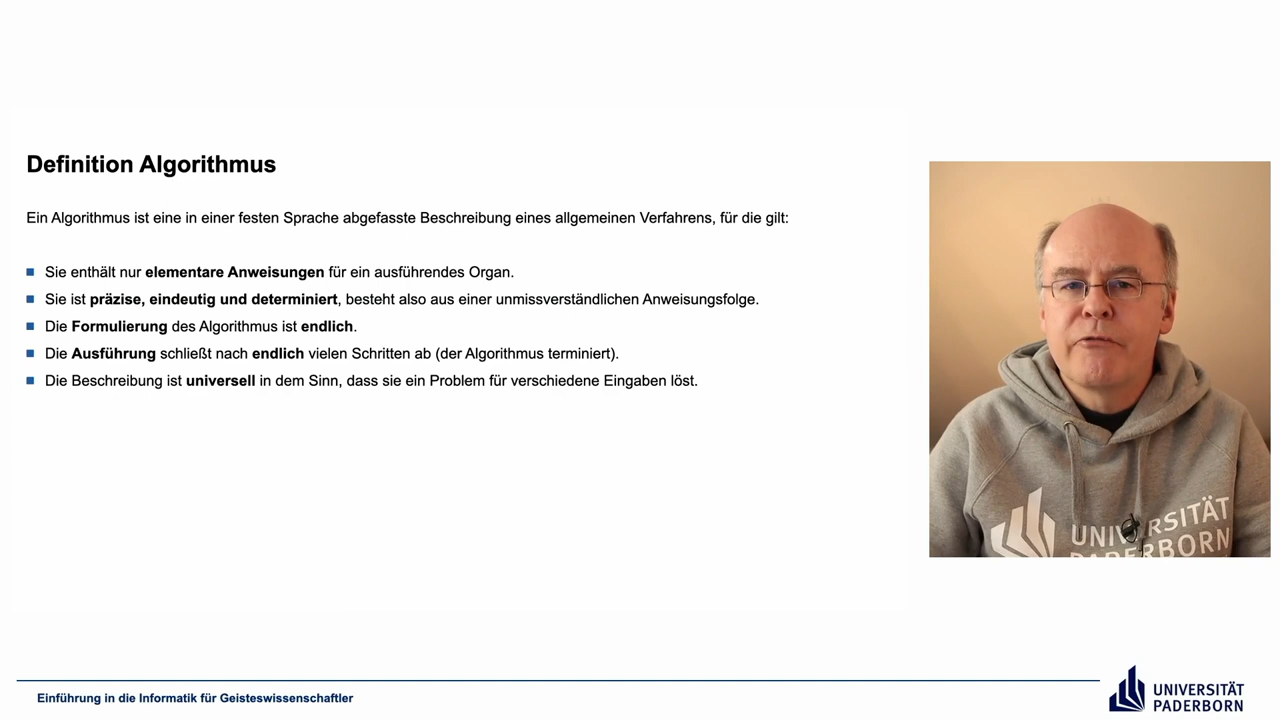 Definition Algorithmus
Ein Algorithmus ist eine in einer festen Sprache abgefasste Beschreibung eines allgemeinen Verfahrens, für die gilt:
Sie enthält nur elementare Anweisungen für ein ausführendes Organ.
Sie ist präzise, eindeutig und determiniert, besteht also aus einer unmissverständlichen Anweisungsfolge.
Die Formulierung des Algorithmus ist endlich.
Die Ausführung schließt nach endlich vielen Schritten ab (der Algorithmus terminiert).
Die Beschreibung ist universell in dem Sinn, dass sie ein Problem für verschiedene Eingaben löst.
UNIVERSITÄT
PADERBORN
Einführung in die Informatik für Geisteswissenschaftler
UNIVERSITÄT
PADERBORN